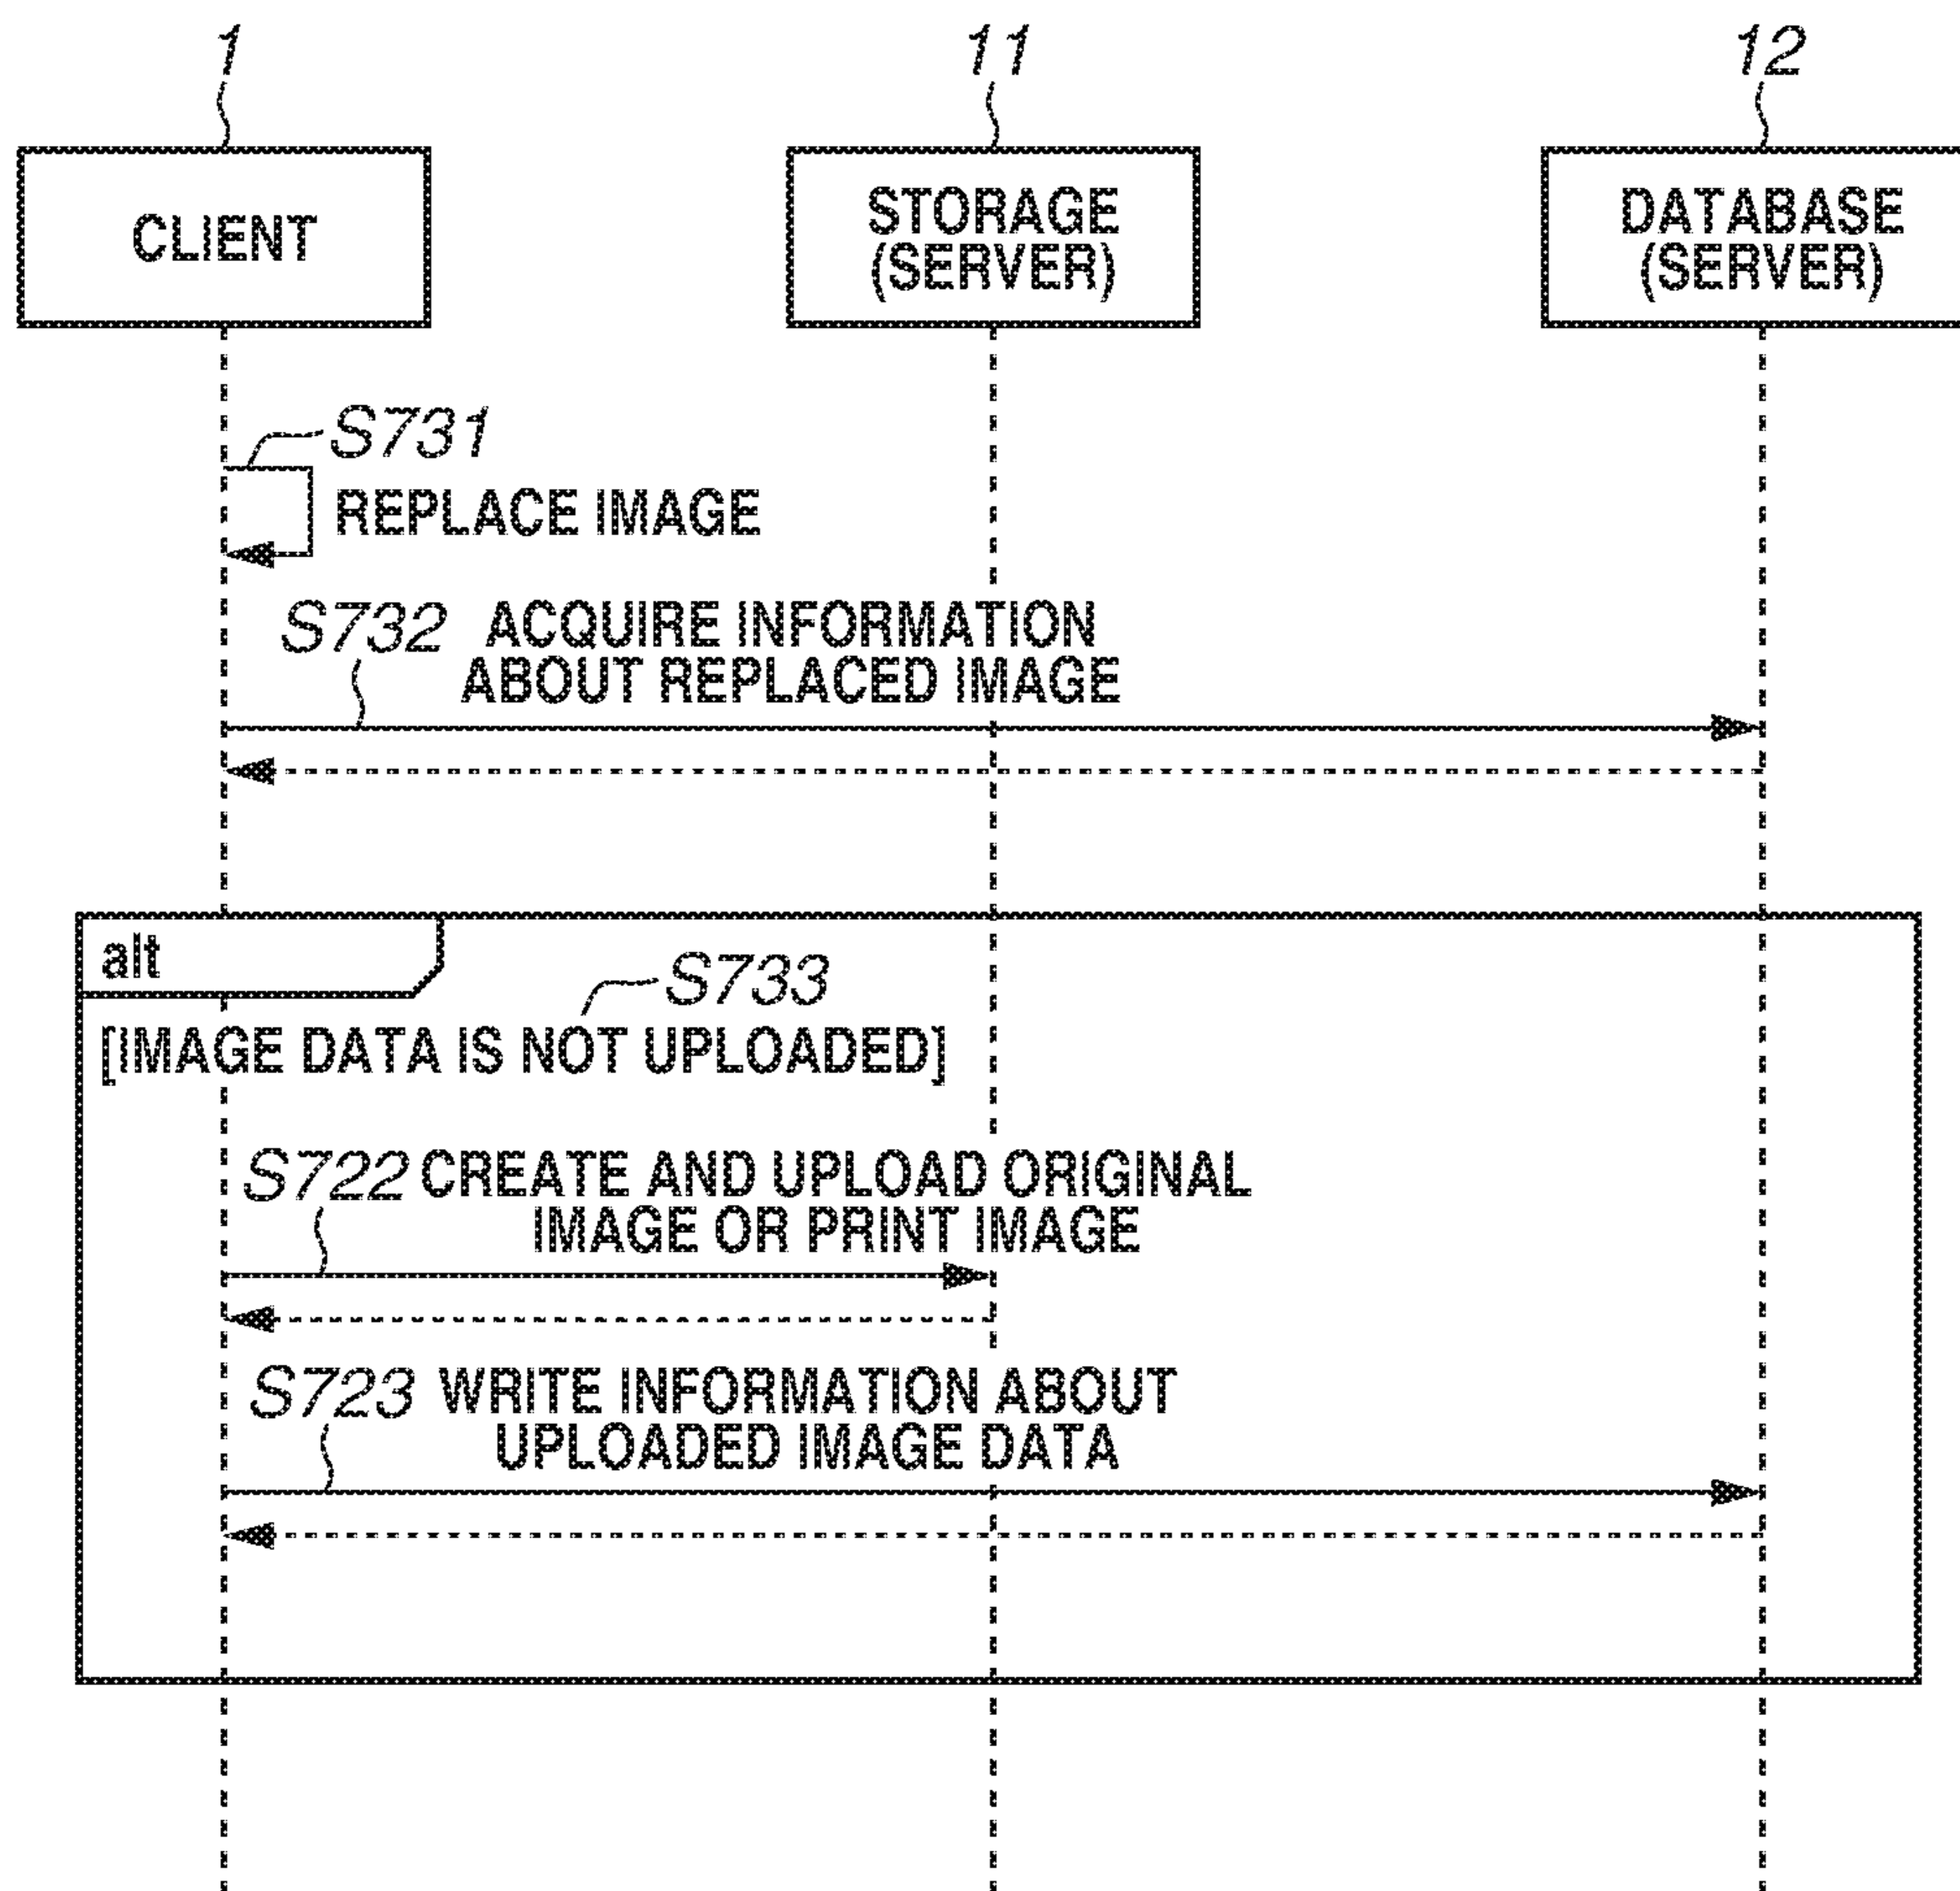 1
11
12
CLIENT
STORAGE
(SERVER)
DATABASE
(SERVER)
S731
REPLACE IMAGE
S732 ACQUIRE INFORMATION
ABOUT REPLACED IMAGE
alt
S733
[IMAGE DATA IS NOT UPLOADED]
S722 CREATE AND UPLOAD ORIGINAL
IMAGE OR PRINT IMAGE
S723 WRITE INFORMATION ABOUT
UPLOADED IMAGE DATA